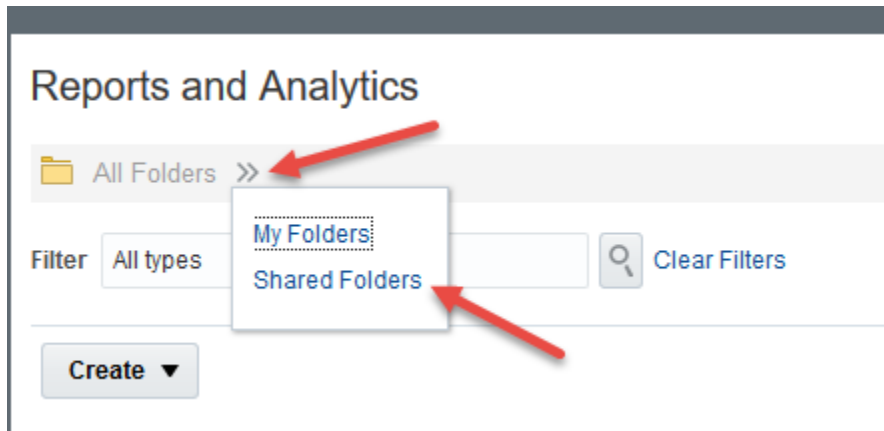 Reports and Analytics
All Folders »
My Folders
Filter All types Clear Filters
Shared Folders
Create ▼